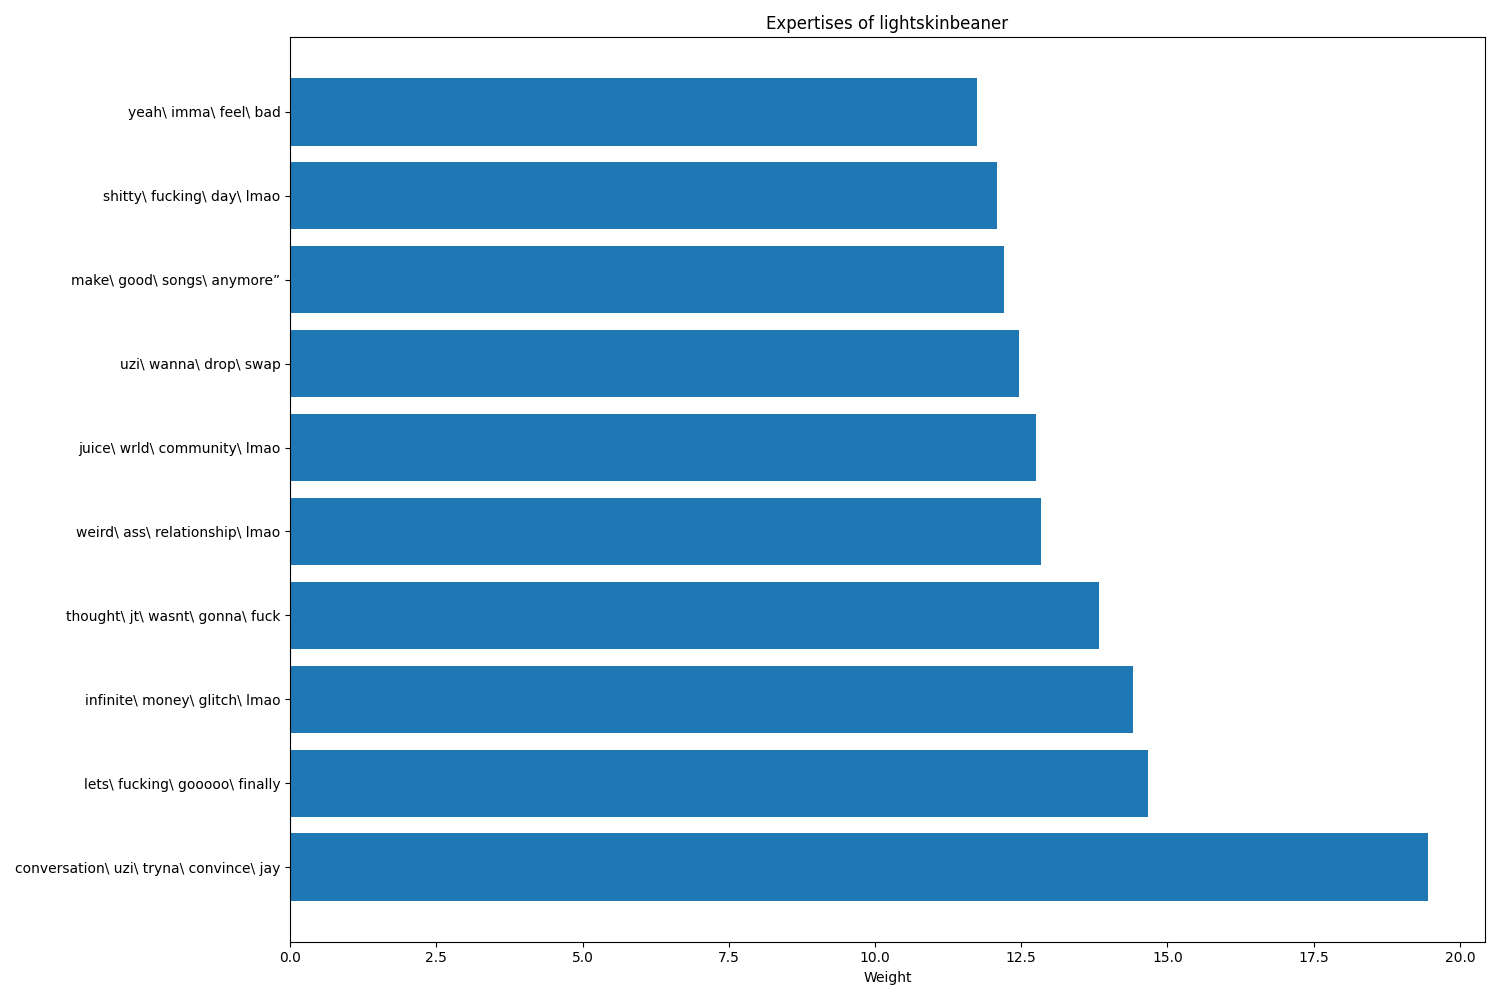 Expertises of lightskinbeaner
yeah\ imma\ feel\ bad
shitty\ fucking\ day\ lmao
make\ good\ songs\ anymore”
uzi\ wanna\ drop\ swap
juice\ wrld\ community\ lmao
weird\ ass\ relationship\ lmao
thought\ jt\ wasnt\ gonna\ fuck
infinite\ money\ glitch\ lmao
lets\ fucking\ gooooo\ finally
conversation\ uzi\ tryna\ convince\ jay
0.0 2.5 5.0 7.5 10.0 12.5 15.0 17.5 20.0
Weight